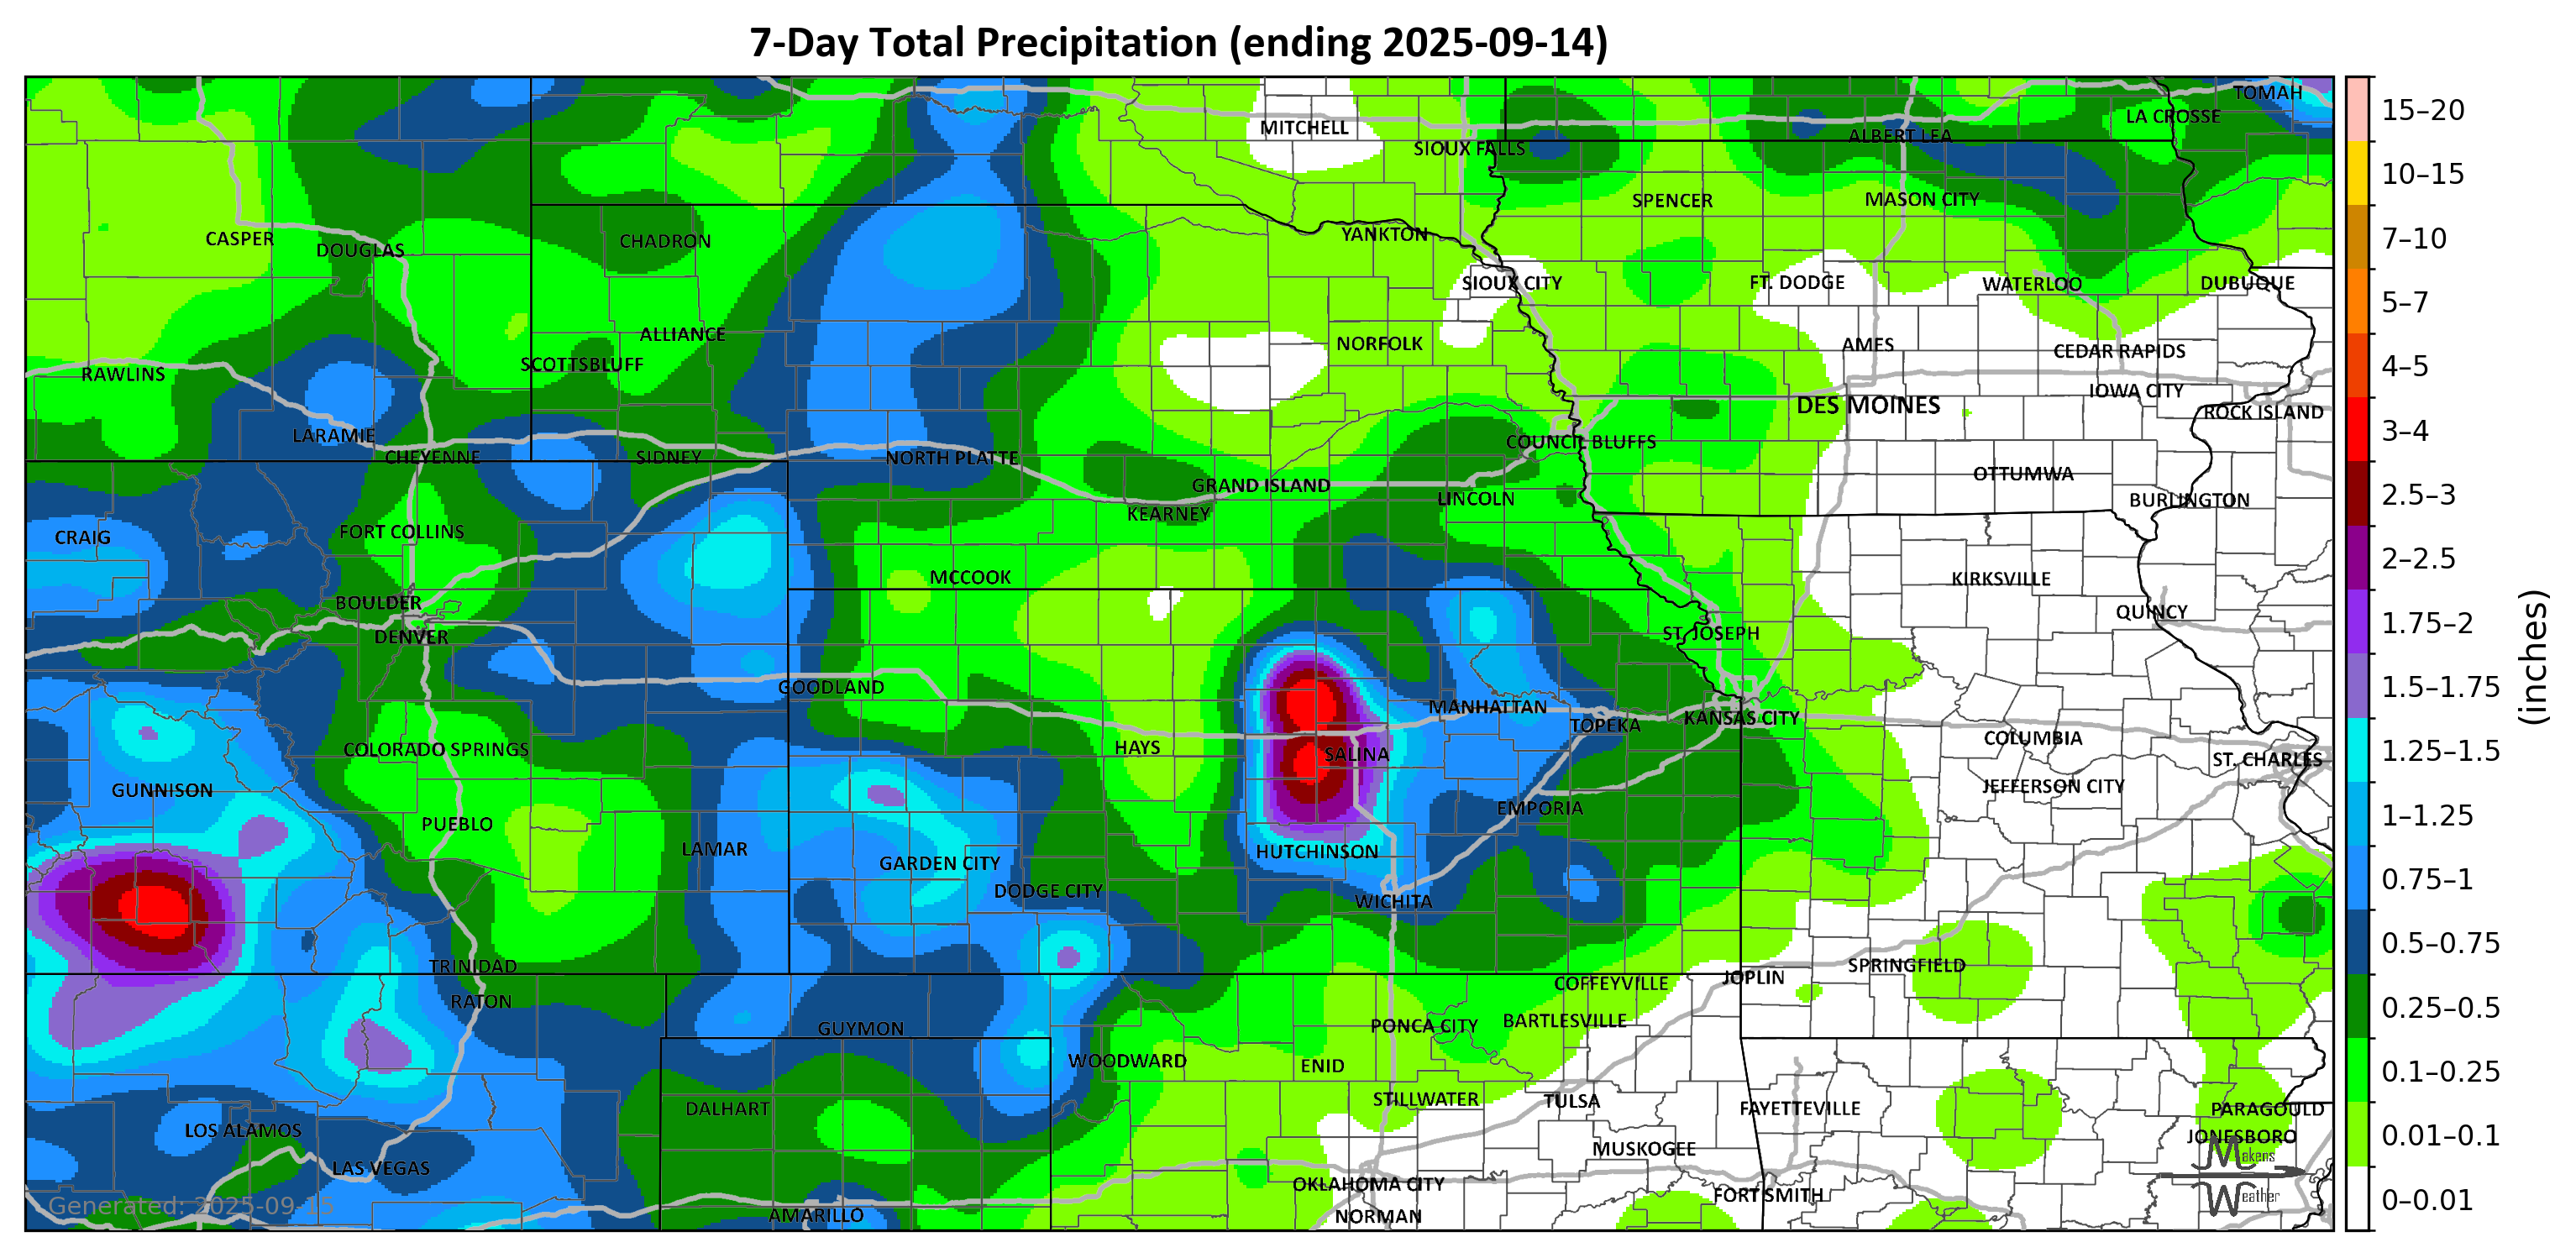 7-Day Total Precipitation (ending 2025-09-14)
TOMAH
LA CROSSE
MITCHELL
ALBERT LEA
SIOUX FALLS
SPENCER
MASON CITY
CASPER
DOUGLAS
CHADRON
YANKTON
SIOUX CITY
FT. DODGE
WATERLOO
DUBUQUE
ALLIANCE
NORFOLK
AMES
CEDAR RAPIDS
SCOTTSBLUFF
RAWLINS
IOWA CITY
DES MOINES
ROCK ISLAND
LARAMIE
COUNCIL BLUFFS
CHEYENNE
SIDNEY
NORTH PLATTE
OTTUMWA
GRAND ISLAND
LINCOLN
BURLINGTON
KEARNEY
CRAIG
FORT COLLINS
MCCOOK
KIRKSVILLE
BOULDER
QUINCY
DENVER
ST. JOSEPH
GOODLAND
MANHATTAN
TOPEKA
KANSAS CITY
COLUMBIA
COLORADO SPRINGS
HAYS
SALINA
ST. CHARLES
GUNNISON
JEFFERSON CITY
EMPORIA
PUEBLO
LAMAR
HUTCHINSON
GARDEN CITY
DODGE CITY
WICHITA
TRINIDAD
SPRINGFIELD
JOPLIN
COFFEYVILLE
RATON
BARTLESVILLE
PONCA CITY
GUYMON
WOODWARD
ENID
STILLWATER
TULSA
DALHART
FAYETTEVILLE
PARAGOULD
JONESBORO
LOS ALAMOS
MUSKOGEE
LAS VEGAS
OKLAHOMA CITY
FORT SMITH
AMARILLO
NORMAN
Generated: 2025-09-15
Makens
Weather
15–20
10–15
7–10
5–7
4–5
3–4
2.5–3
2–2.5
1.75–2
1.5–1.75
1.25–1.5
1–1.25
0.75–1
0.5–0.75
0.25–0.5
0.1–0.25
0.01–0.1
0–0.01
(inches)